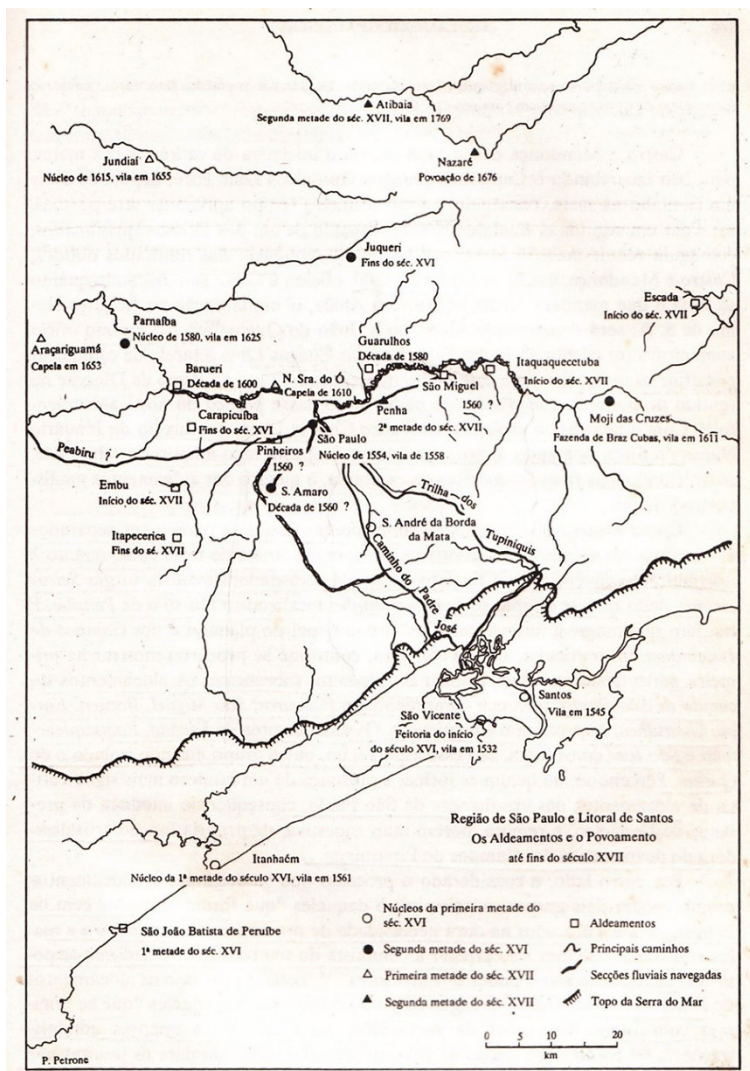 Atibaia
Segunda metade do séc. XVII, vila em 1769
Jundiaí
Núcleo de 1615, vila em 1655
Nazaré
Povoação de 1676
Juqueri
Fins do séc. XVI
Escada
Início do séc. XVII
Parnaíba
Núcleo de 1580, vila em 1625
Araçariguamá
Capela em 1653
Barueri
Década de 1600
N. Sra. do Ó
Capela de 1610
Guarulhos
Década de 1580
Itaquaquecetuba
Início do séc. XVII
São Miguel
1560 ?
Penha
2ª metade do séc. XVII
Moji das Cruzes
Fazenda de Braz Cubas, vila em 1611
Carapicuíba
Fins do séc. XVI
São Paulo
Núcleo de 1554, vila de 1558
Peabiru ?
Pinheiros
1560 ?
Embu
Início do séc. XVII
S. Amaro
Década de 1560 ?
Itapecerica
Fins do sé. XVII
Trilha dos Tupiniquis
S. André da Borda
da Mata
Caminho do Padre José
Santos
Vila em 1545
São Vicente
Feitoria do início
do século XVI, vila em 1532
Itanhaém
Núcleo da 1ª metade do século XVI, vila em 1561
São João Batista de Peruíbe
1ª metade do séc. XVI
Região de São Paulo e Litoral de Santos
Os Aldeamentos e o Povoamento
até fins do século XVII
Núcleos da primeira metade do
séc. XVI
Segunda metade do séc. XVI
Primeira metade do séc. XVII
Segunda metade do séc. XVII
Aldeamentos
Principais caminhos
Secções fluviais navegadas
Topo da Serra do Mar
0 5 10 15 20
km
P. Petrone